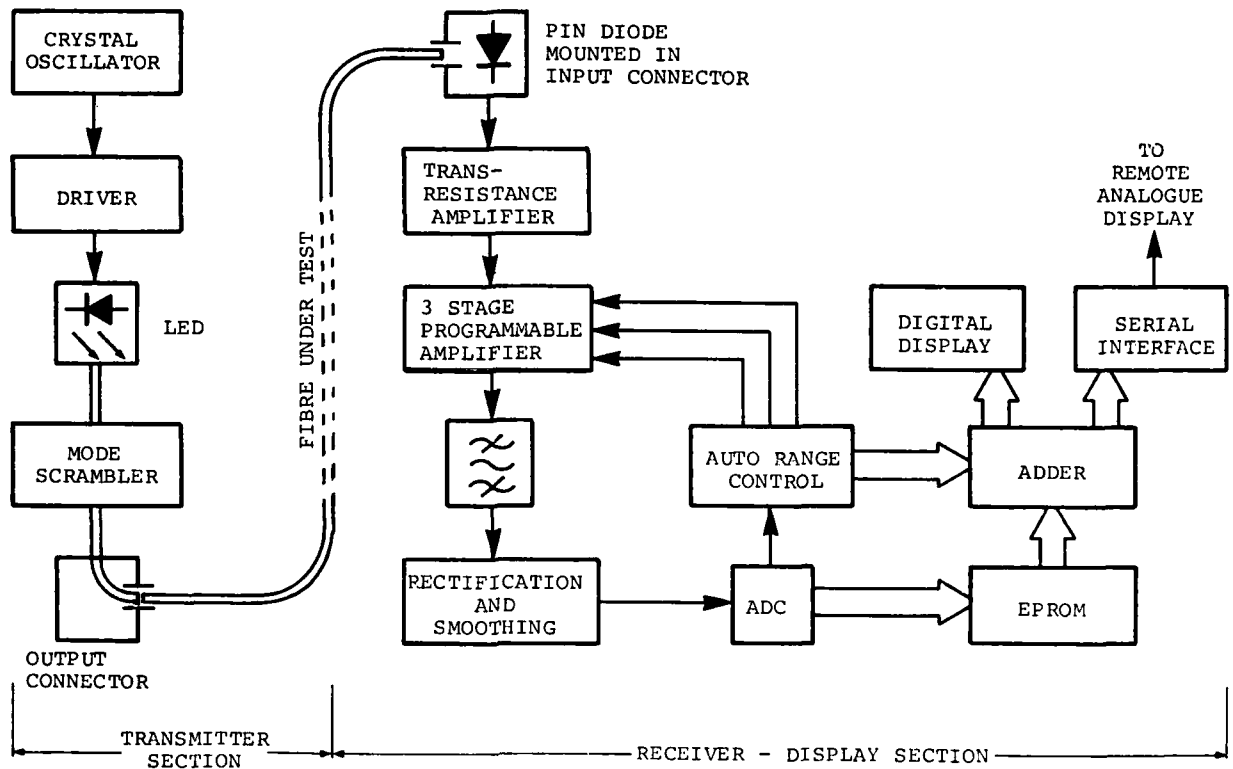 CRYSTAL
OSCILLATOR
DRIVER
LED
MODE
SCRAMBLER
OUTPUT
CONNECTOR
FIBRE UNDER TEST
PIN DIODE
MOUNTED IN
INPUT CONNECTOR
TRANS-
RESISTANCE
AMPLIFIER
3 STAGE
PROGRAMMABLE
AMPLIFIER
RECTIFICATION
AND
SMOOTHING
ADC
AUTO RANGE
CONTROL
EPROM
ADDER
DIGITAL
DISPLAY
SERIAL
INTERFACE
TO
REMOTE
ANALOGUE
DISPLAY
TRANSMITTER
SECTION
RECEIVER - DISPLAY SECTION